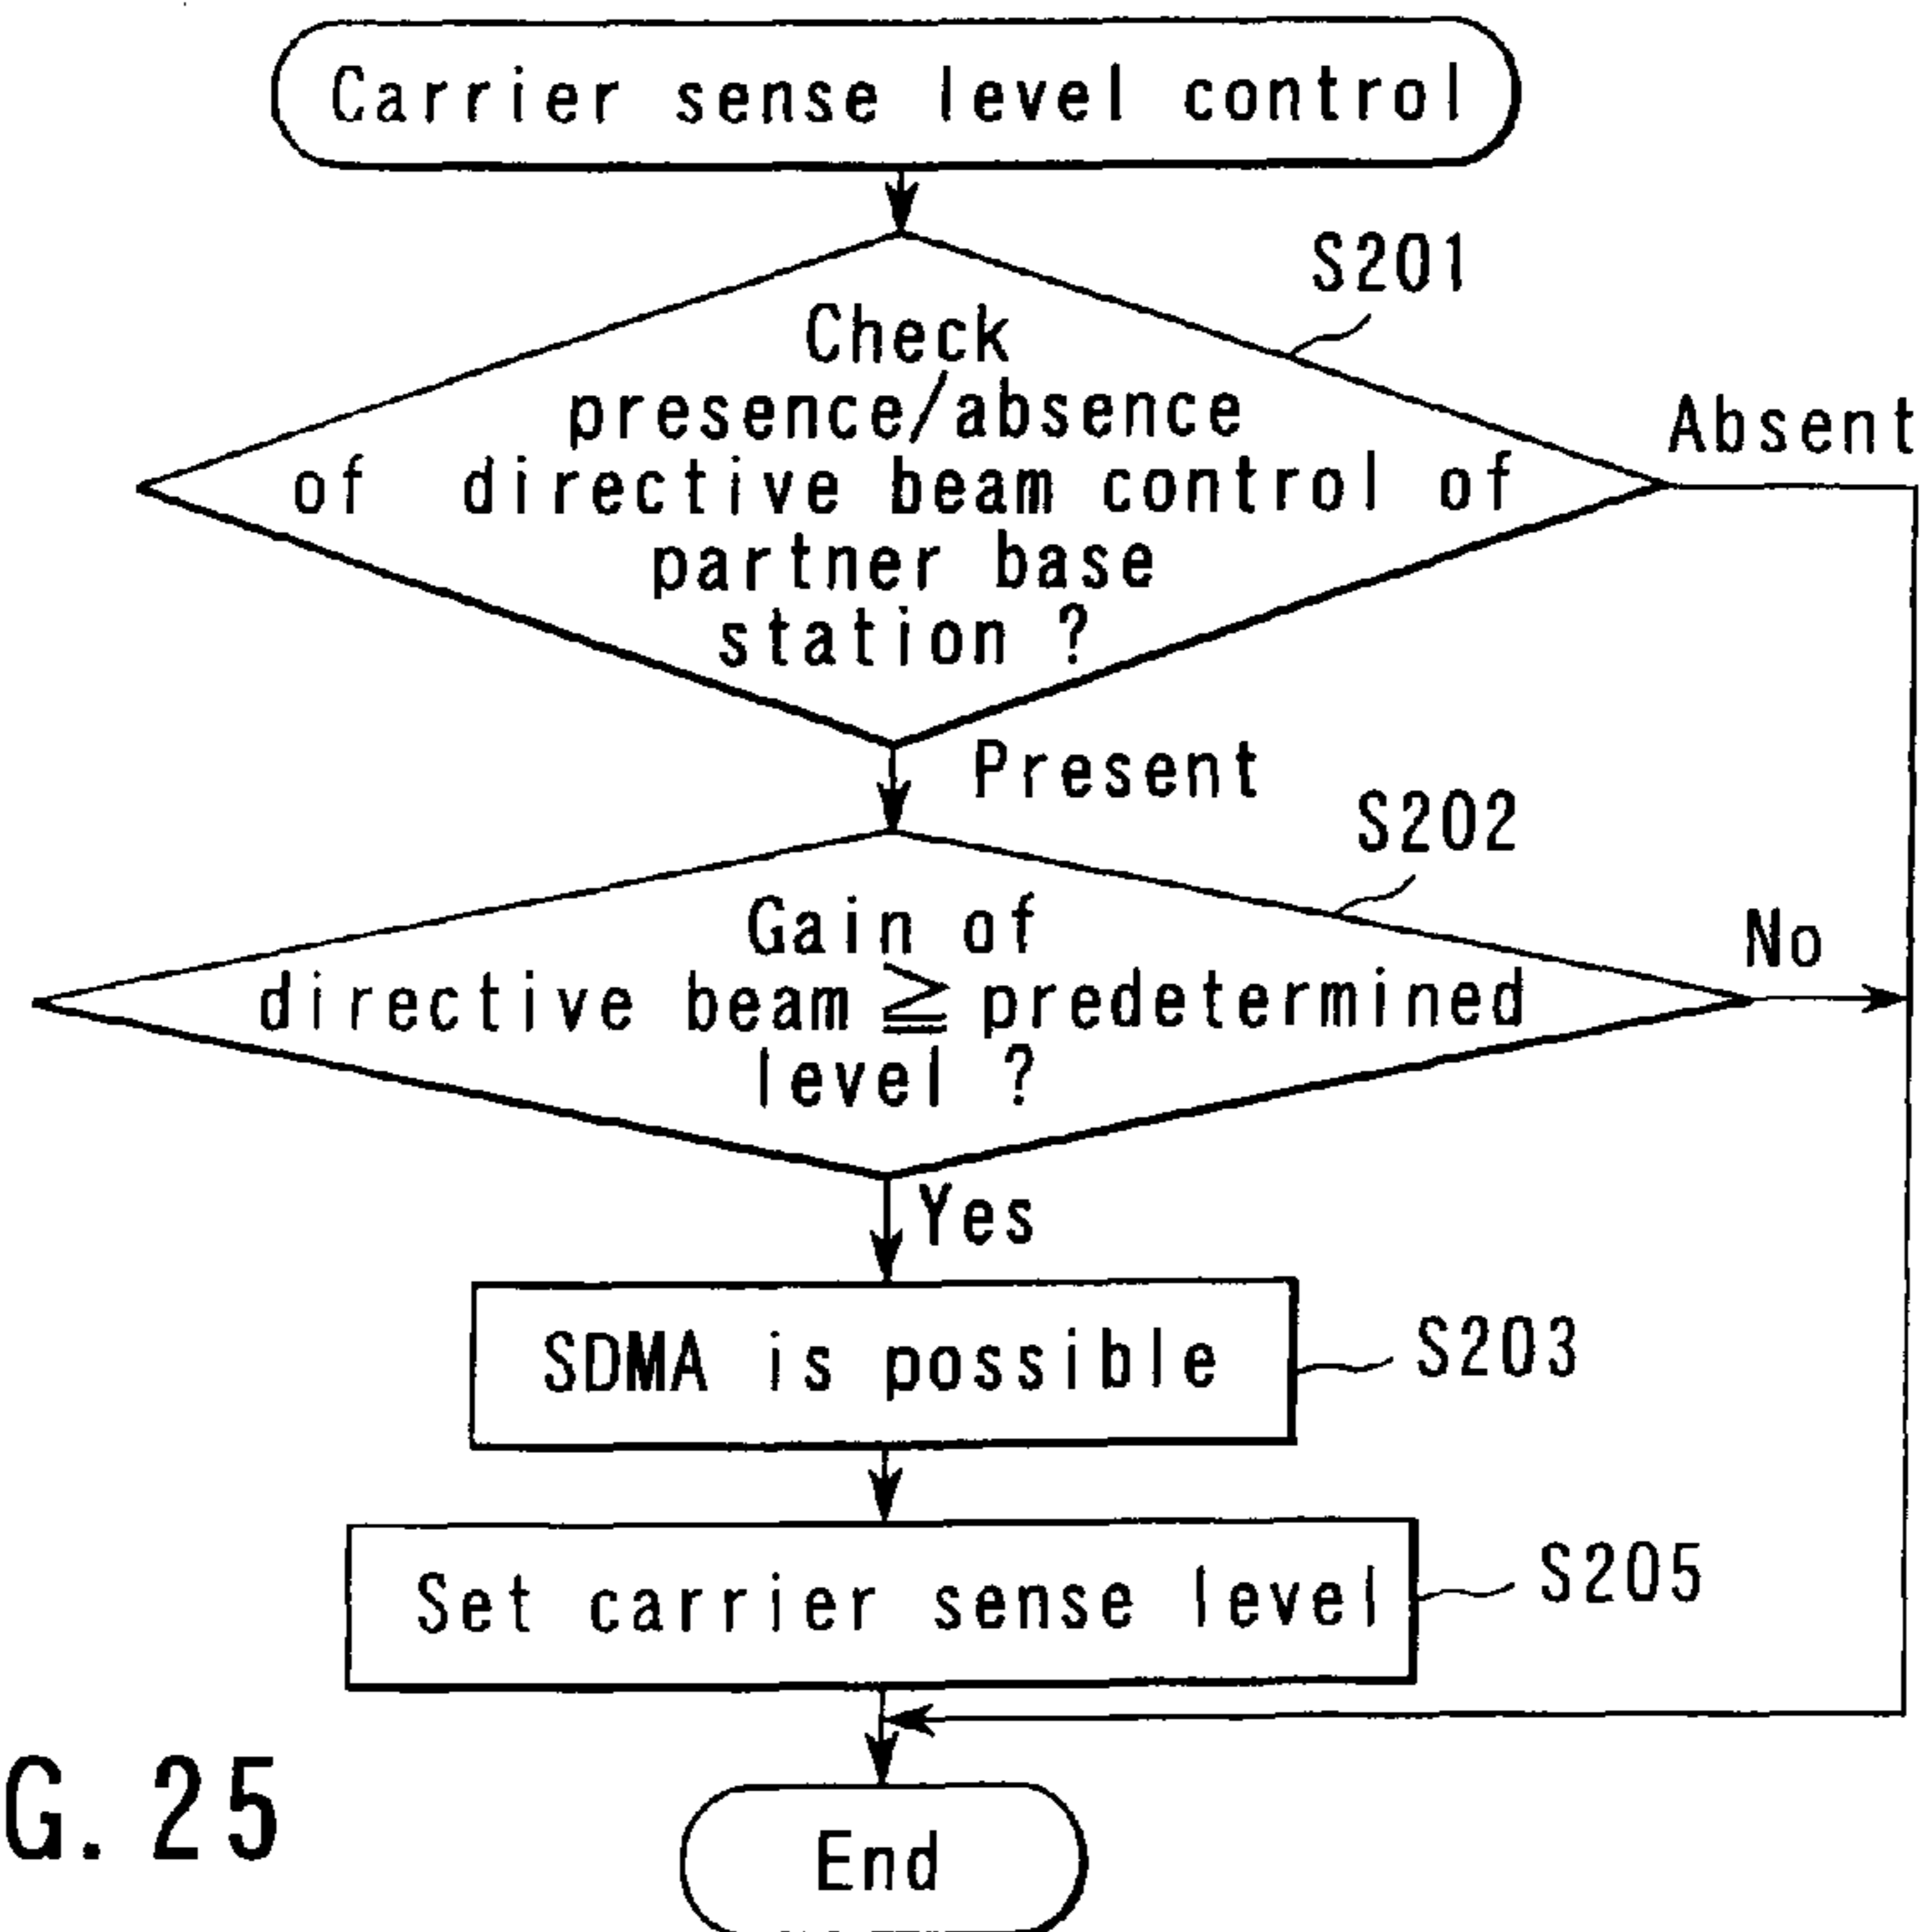 Carrier sense level control
S201
Check
presence/absence
of directive beam control of
partner base
station ?
Absent
Present
S202
Gain of
directive beam ≧ predetermined
level ?
No
Yes
SDMA is possible
S203
Set carrier sense level
S205
End
G. 25